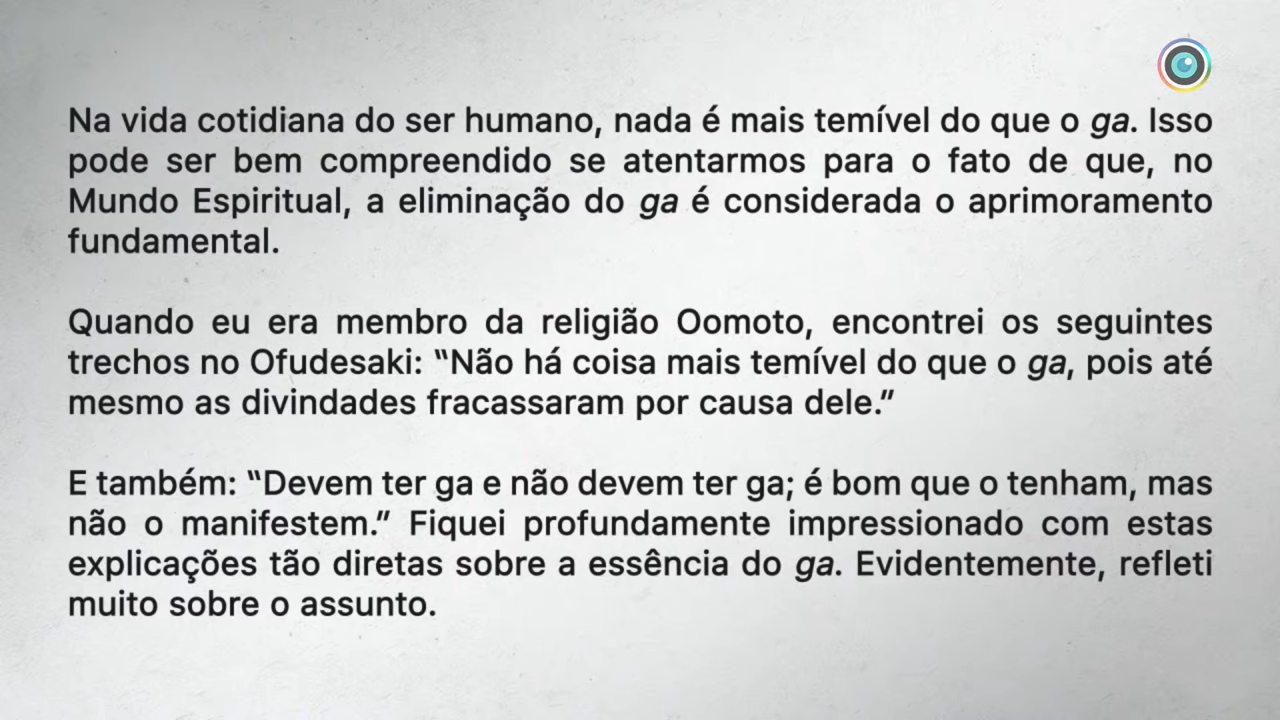 Na vida cotidiana do ser humano, nada é mais temível do que o ga. Isso
pode ser bem compreendido se atentarmos para o fato de que, no
Mundo Espiritual, a eliminação do ga é considerada o aprimoramento
fundamental.
Quando eu era membro da religião Oomoto, encontrei os seguintes
trechos no Ofudesaki: “Não há coisa mais temível do que o ga, pois até
mesmo as divindades fracassaram por causa dele.”
E também: “Devem ter ga e não devem ter ga; é bom que o tenham, mas
não o manifestem.” Fiquei profundamente impressionado com estas
explicações tão diretas sobre a essência do ga. Evidentemente, refleti
muito sobre o assunto.